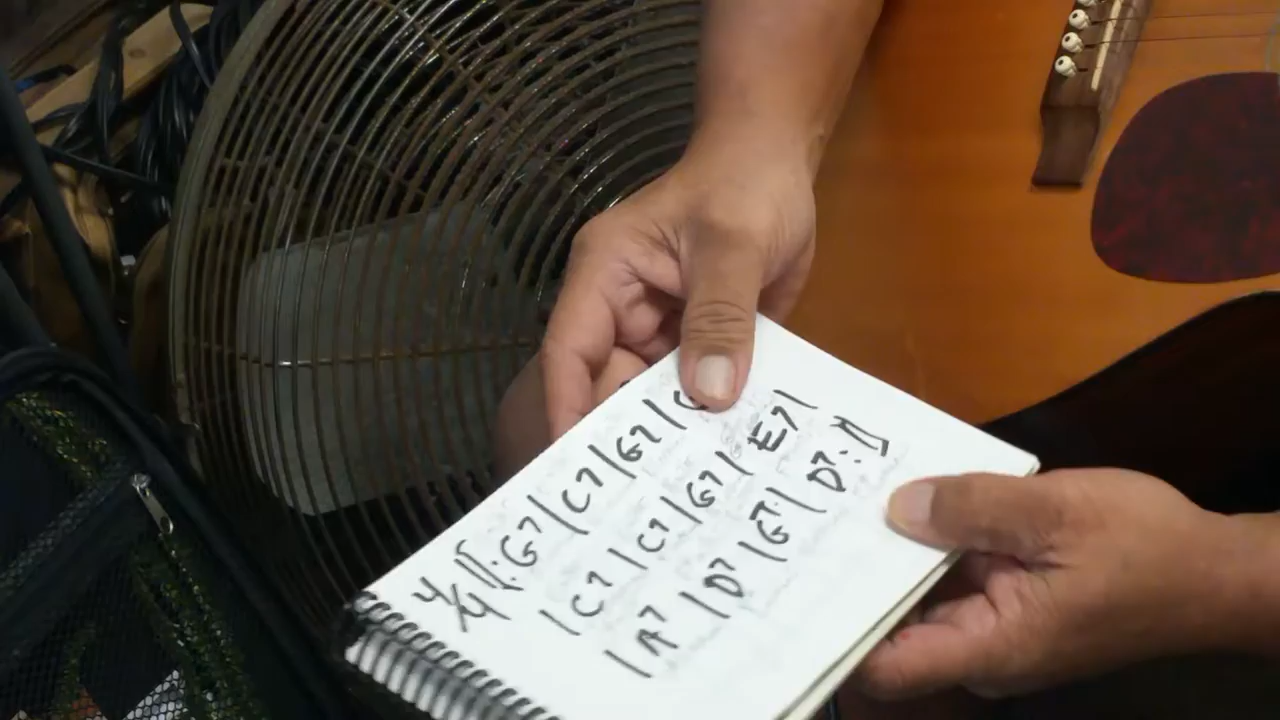 4/4 ||: G7 | C7 | G7 | G
| C7 | C7 | G7 | E7 |
| A7 | D7 | G7 | D7 :||